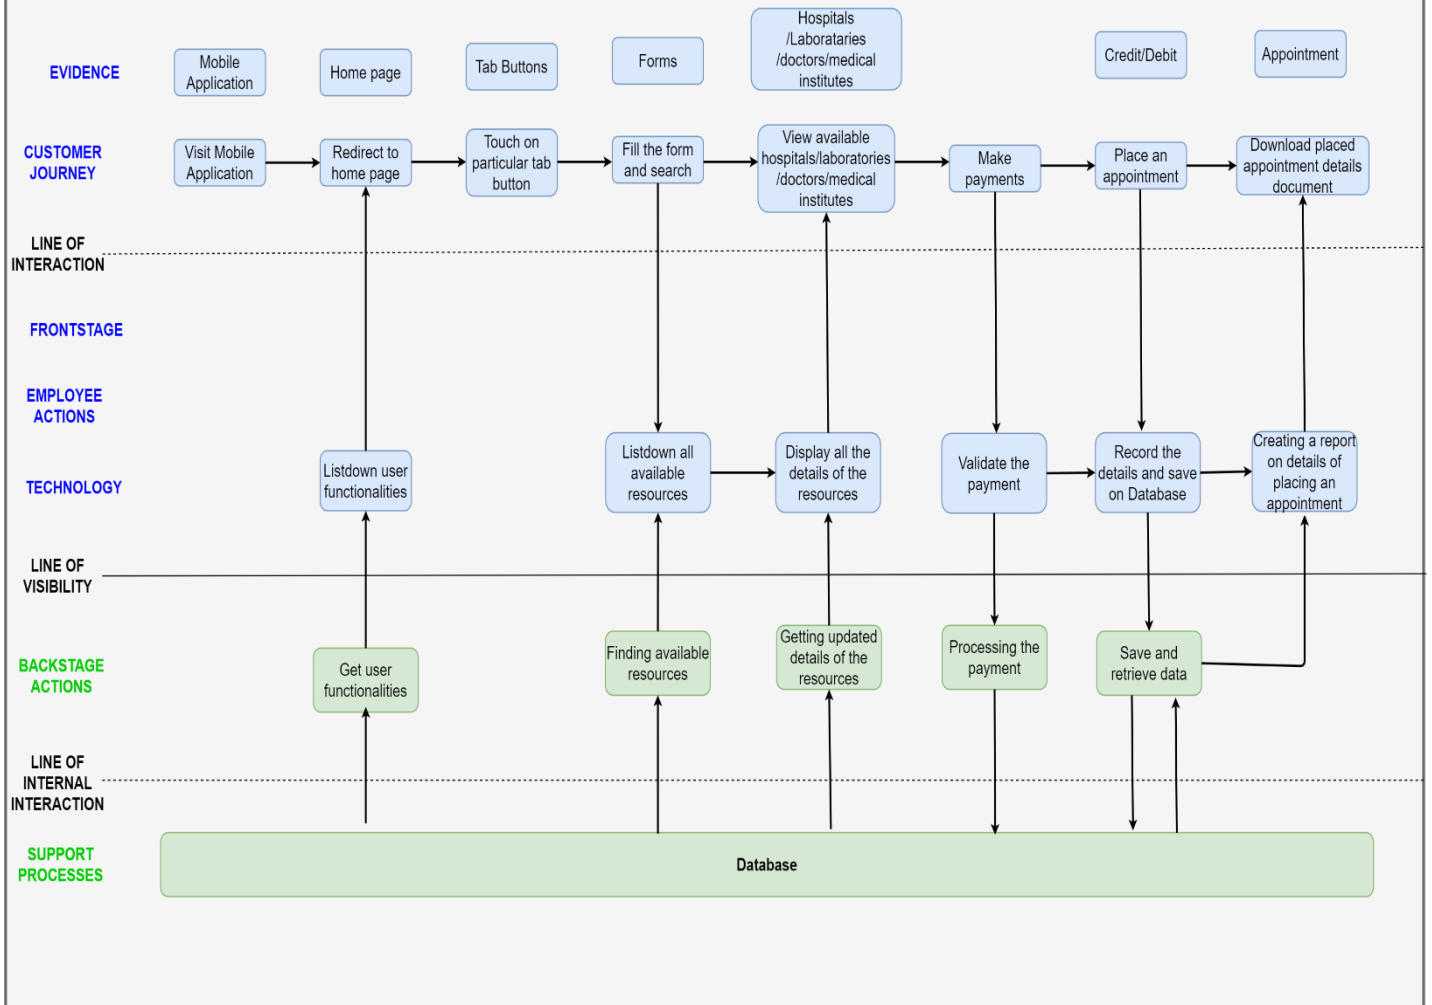 EVIDENCE
Mobile
Application
Home page
Tab Buttons
Forms
Hospitals
/Laborataries
/doctors/medical
institutes
Credit/Debit
Appointment
CUSTOMER
JOURNEY
Visit Mobile
Application
Redirect to
home page
Touch on
particular tab
button
Fill the form
and search
View available
hospitals/laboratories
/doctors/medical
institutes
Make
payments
Place an
appointment
Download placed
appointment details
document
LINE OF
INTERACTION
FRONTSTAGE
EMPLOYEE
ACTIONS
TECHNOLOGY
Listdown user
functionalities
Listdown all
available
resources
Display all the
details of the
resources
Validate the
payment
Record the
details and save
on Database
Creating a report
on details of
placing an
appointment
LINE OF
VISIBILITY
BACKSTAGE
ACTIONS
Get user
functionalities
Finding available
resources
Getting updated
details of the
resources
Processing the
payment
Save and
retrieve data
LINE OF
INTERNAL
INTERACTION
SUPPORT
PROCESSES
Database